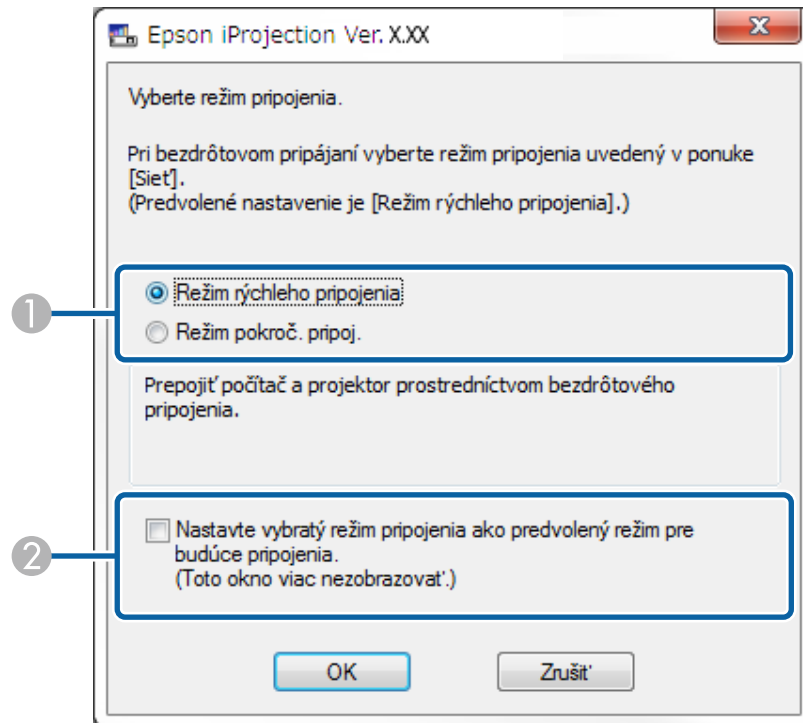 Epson iProjection Ver. X.XX
Vyberte režim pripojenia.
Pri bezdrôtovom pripájaní vyberte režim pripojenia uvedený v ponuke
[Sieť].
(Predvolené nastavenie je [Režim rýchleho pripojenia].)
1
Režim rýchleho pripojenia
Režim pokroč. pripoj.
Prepojiť počítač a projektor prostredníctvom bezdrôtového
pripojenia.
2
Nastavte vybratý režim pripojenia ako predvolený režim pre
budúce pripojenia.
(Toto okno viac nezobrazovať.)
OK
Zrušiť